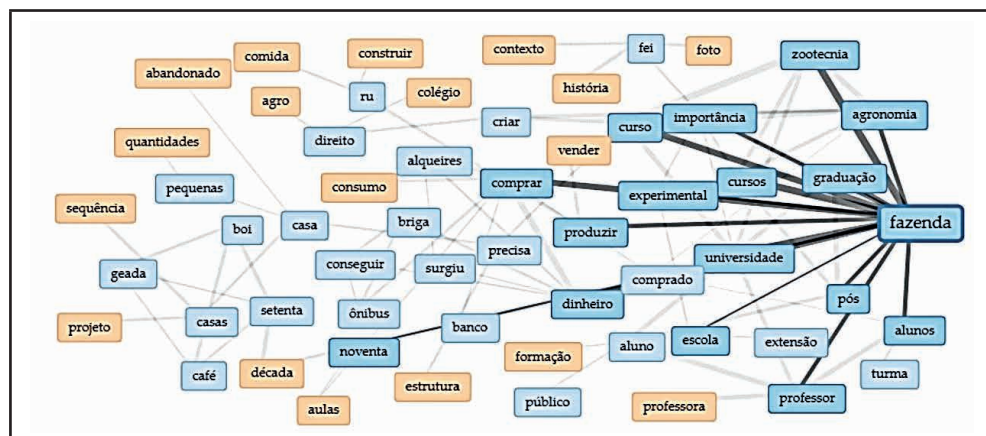 contexto
fei
foto
zootecnia
comida
construir
abandonado
história
agro
ru
colégio
criar
curso
importância
agronomia
quantidades
direito
vender
alqueires
pequenas
consumo
comprar
experimental
cursos
graduação
sequência
casa
briga
boi
produzir
fazenda
precisa
universidade
conseguir
surgiu
geada
comprado
dinheiro
pós
setenta
ônibus
projeto
casas
banco
alunos
noventa
aluno
escola
extensão
formação
café
década
estrutura
turma
aulas
público
professora
professor